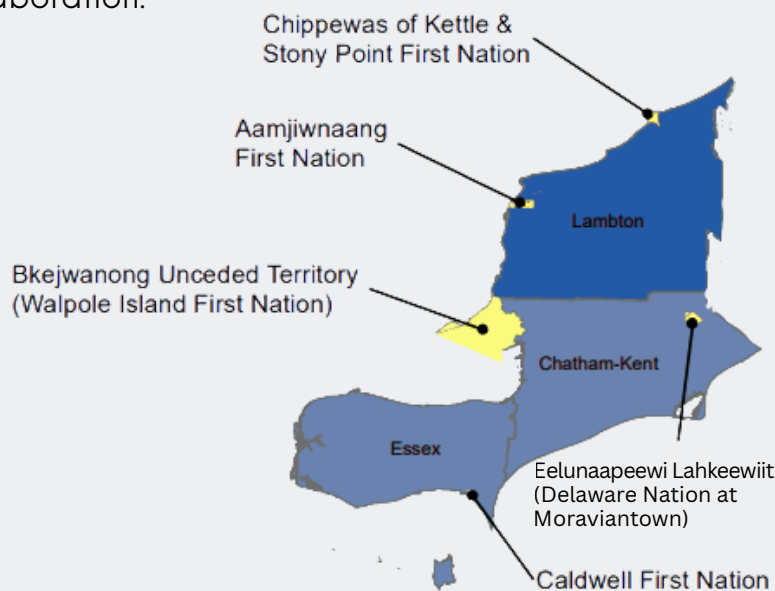 Chippewas of Kettle &
Stony Point First Nation
Aamjiwnaang
First Nation
Lambton
Bkejwanong Unceded Territory
(Walpole Island First Nation)
Chatham-Kent
Essex
Eelunaapeewi Lahkeewiit
(Delaware Nation at
Moraviantown)
Caldwell First Nation